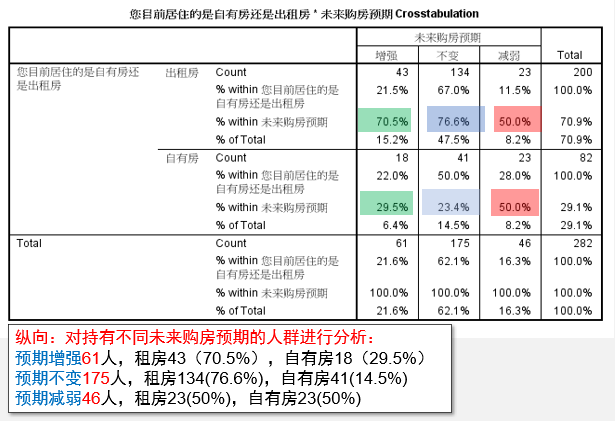 您目前居住的是自有房还是出租房 * 未来购房预期 Crosstabulation
未来购房预期
增强 不变 减弱 Total
您目前居住的是自有房还是出租房 出租房 Count 43 134 23 200
% within 您目前居住的是自有房还是出租房 21.5% 67.0% 11.5% 100.0%
% within 未来购房预期 70.5% 76.6% 50.0% 70.9%
% of Total 15.2% 47.5% 8.2% 70.9%
自有房 Count 18 41 23 82
% within 您目前居住的是自有房还是出租房 22.0% 50.0% 28.0% 100.0%
% within 未来购房预期 29.5% 23.4% 50.0% 29.1%
% of Total 6.4% 14.5% 8.2% 29.1%
Total Count 61 175 46 282
% within 您目前居住的是自有房还是出租房 21.6% 62.1% 16.3% 100.0%
% within 未来购房预期 100.0% 100.0% 100.0% 100.0%
% of Total 21.6% 62.1% 16.3% 100.0%
纵向：对持有不同未来购房预期的人群进行分析：
预期增强61人，租房43（70.5%），自有房18（29.5%）
预期不变175人，租房134(76.6%)，自有房41(14.5%)
预期减弱46人，租房23(50%)，自有房23(50%)